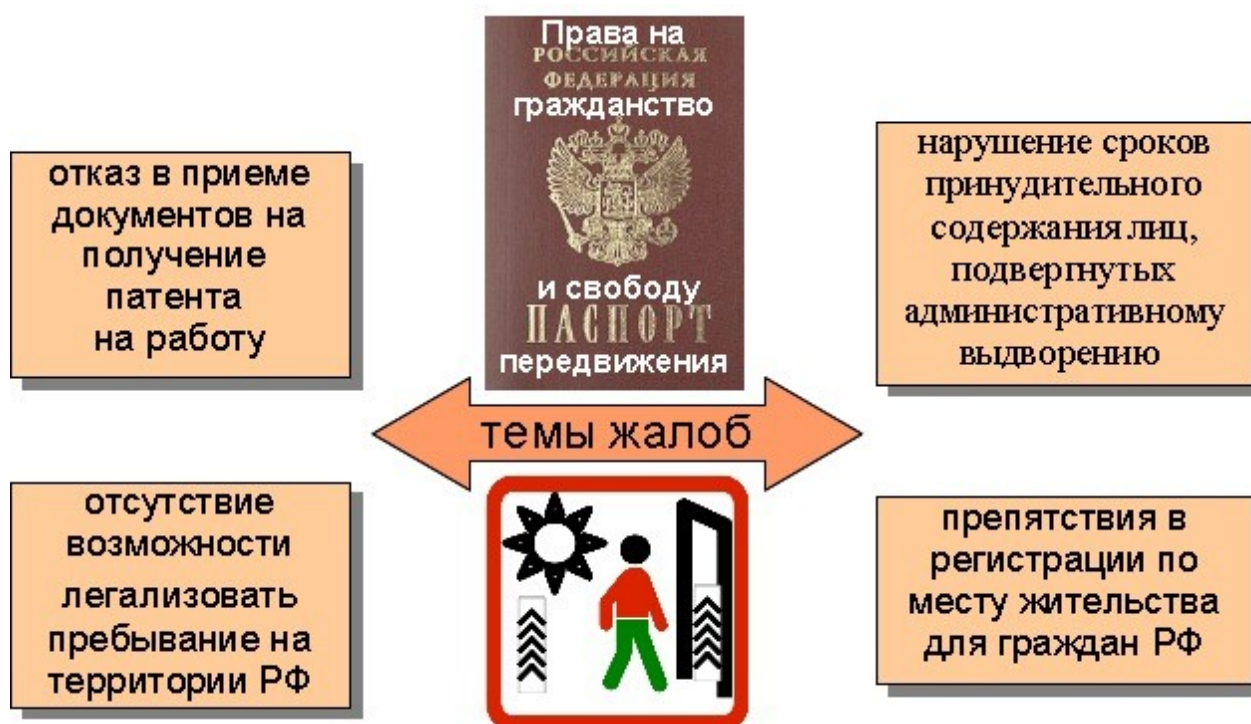 Права на
РОССИЙСКАЯ
ФЕДЕРАЦИЯ
гражданство
и свободу
ПАСПОРТ
передвижения
отказ в приеме
документов на
получение
патента
на работу
нарушение сроков
принудительного
содержания лиц,
подвергнутых
административному
выдворению
темы жалоб
отсутствие
возможности
легализовать
пребывание на
территории РФ
препятствия в
регистрации по
месту жительства
для граждан РФ